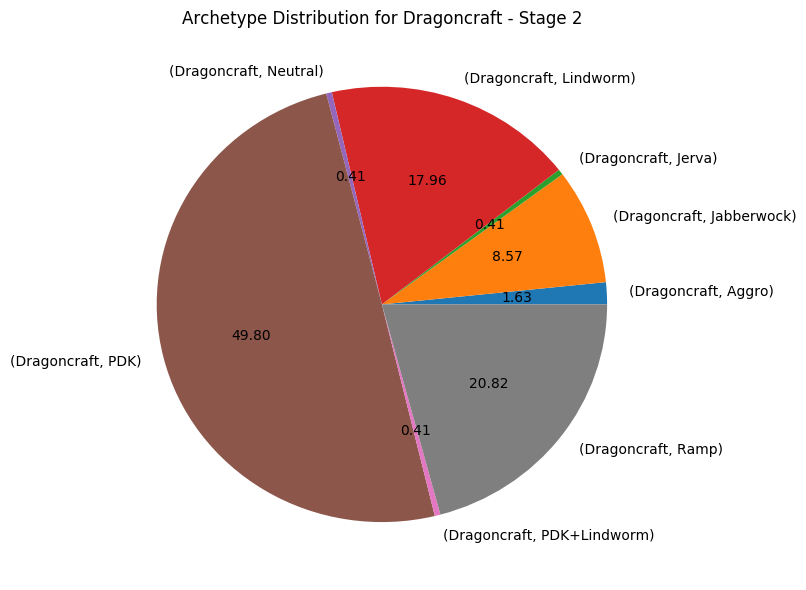 Archetype Distribution for Dragoncraft - Stage 2
(Dragoncraft, Neutral)
(Dragoncraft, Lindworm)
(Dragoncraft, Jerva)
0.41
17.96
(Dragoncraft, Jabberwock)
0.41
8.57
(Dragoncraft, Aggro)
1.63
49.80
(Dragoncraft, PDK)
20.82
0.41
(Dragoncraft, Ramp)
(Dragoncraft, PDK+Lindworm)